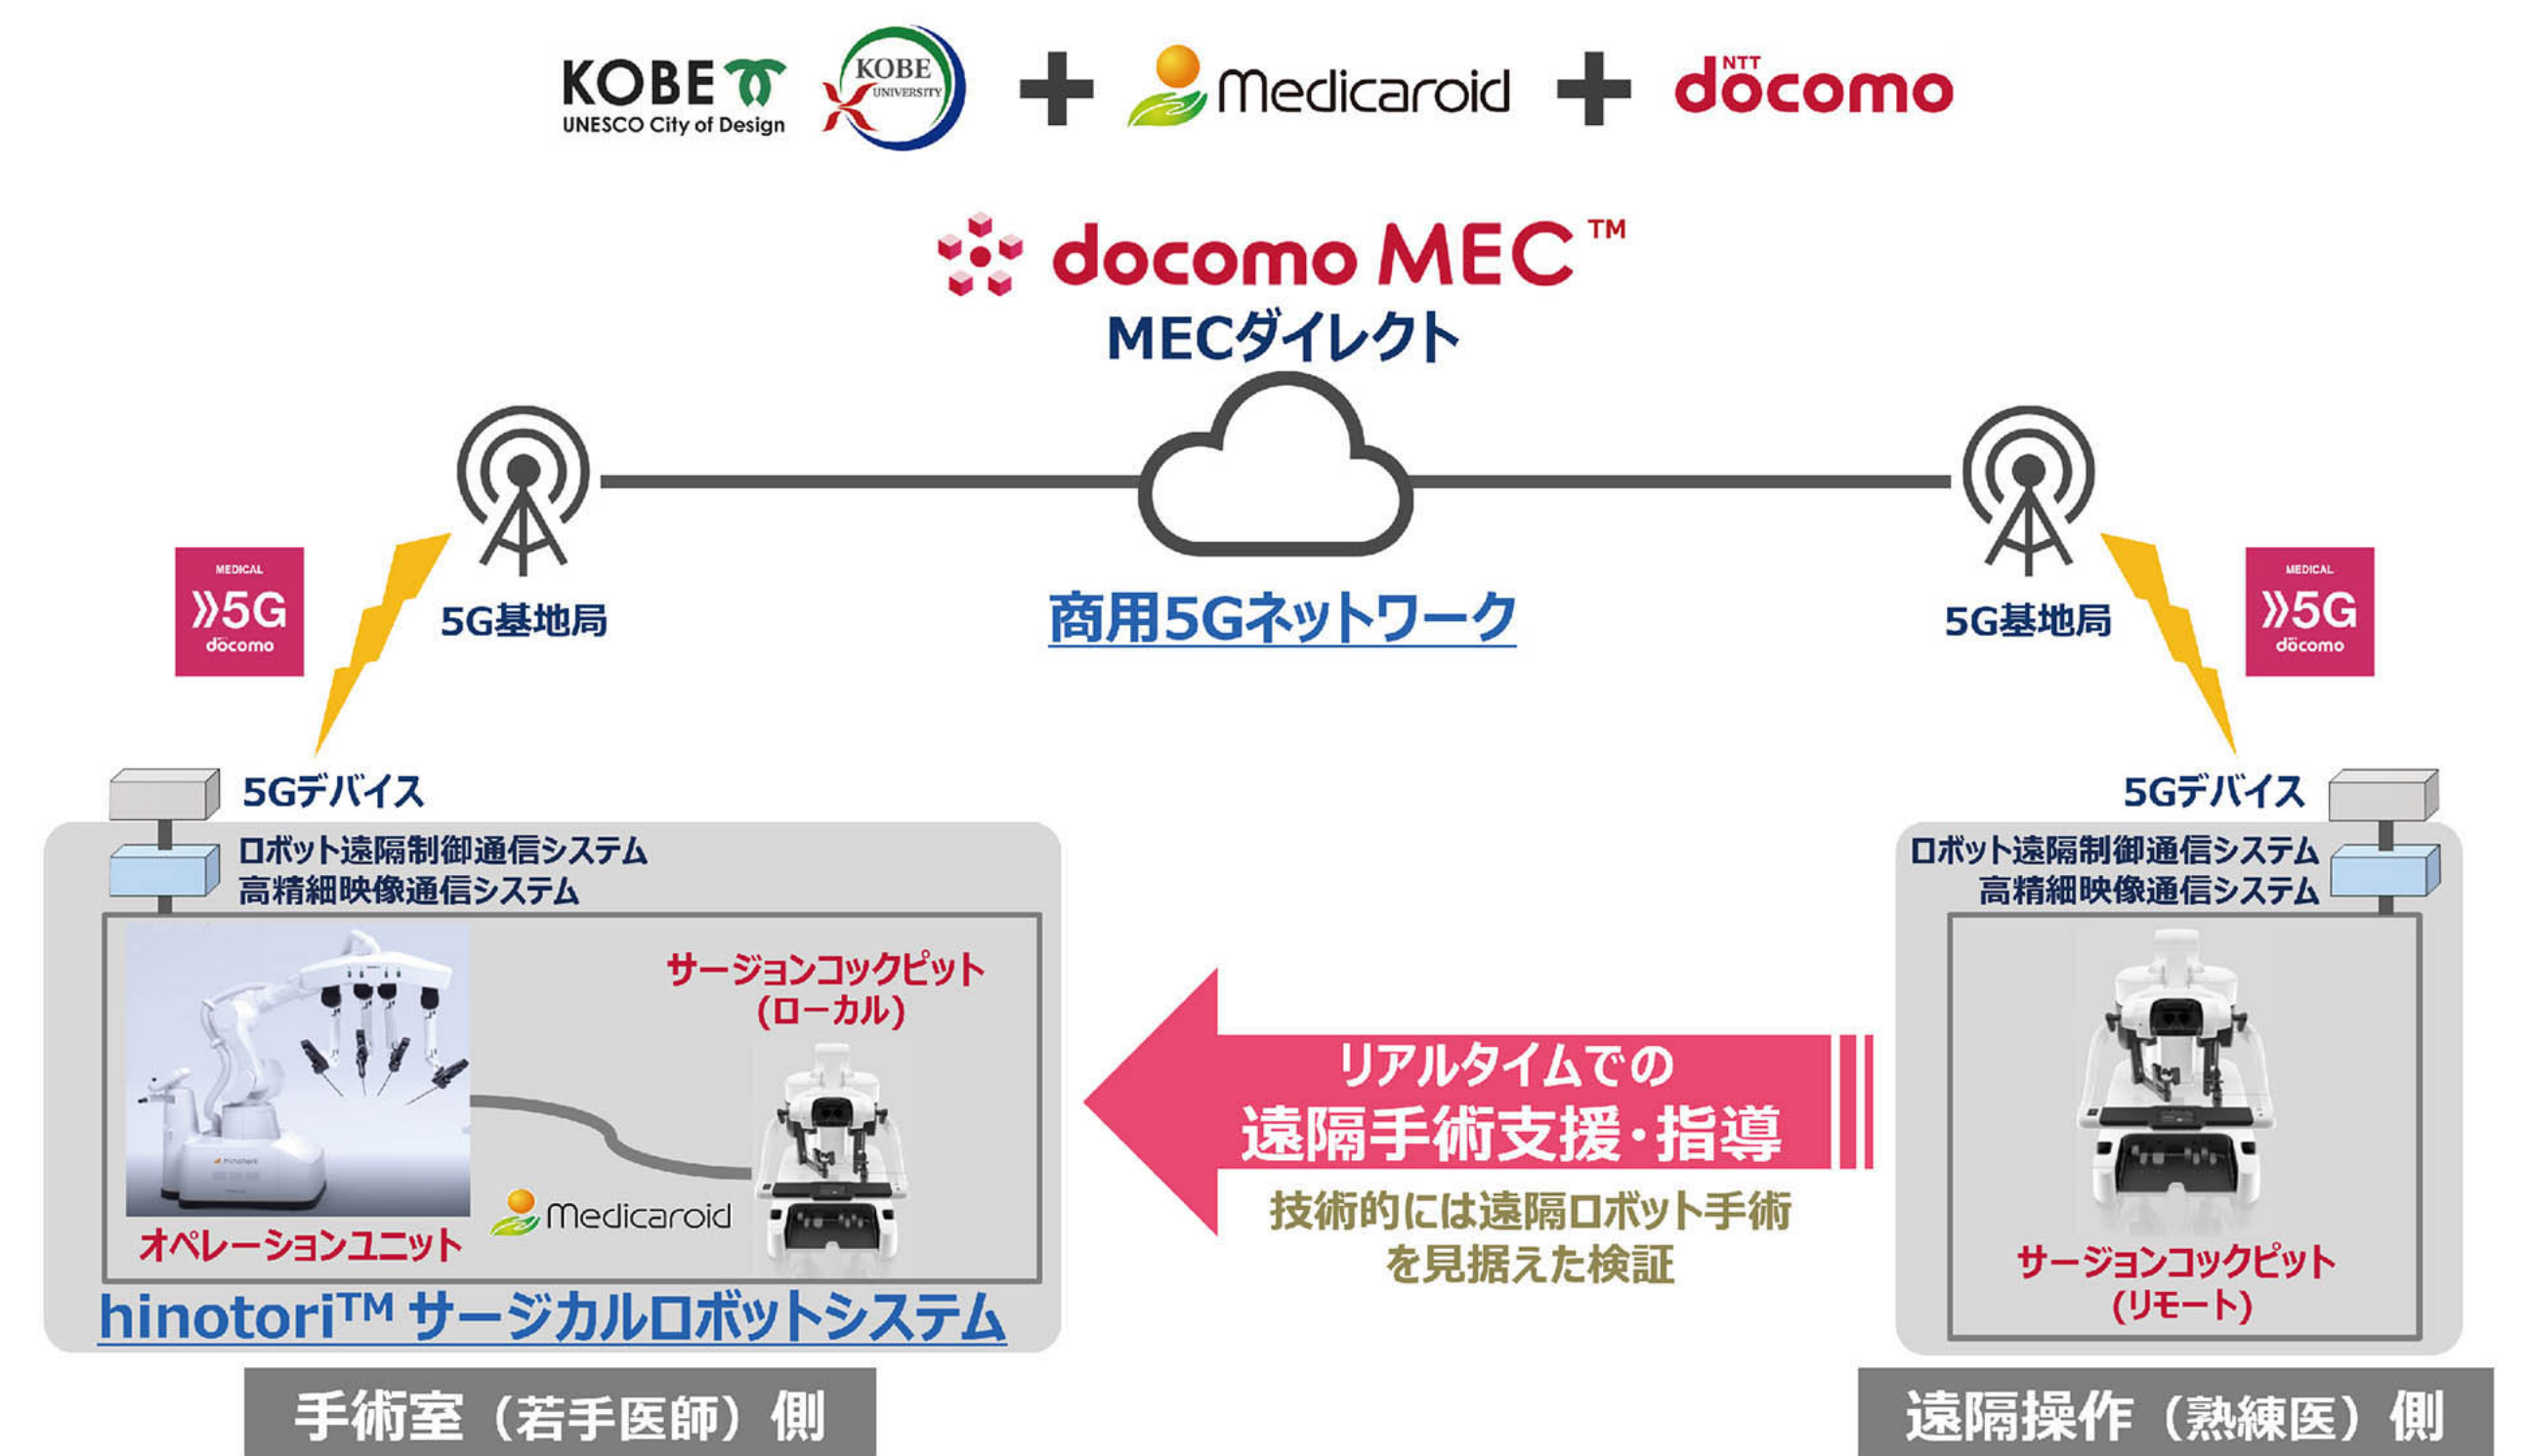 KOBE
UNESCO City of Design
KOBE
UNIVERSITY
Medicaroid
NTT
döcomo
docomo MEC™
MECダイレクト
MEDICAL
5G
döcomo
5G基地局
商用5Gネットワーク
5G基地局
MEDICAL
5G
döcomo
5Gデバイス
ロボット遠隔制御通信システム
高精細映像通信システム
サージョンコックピット
(ローカル)
hinotori
オペレーションユニット
Medicaroid
hinotori™ サージカルロボットシステム
手術室（若手医師）側
リアルタイムでの
遠隔手術支援・指導
技術的には遠隔ロボット手術
を見据えた検証
5Gデバイス
ロボット遠隔制御通信システム
高精細映像通信システム
サージョンコックピット
(リモート)
遠隔操作（熟練医）側